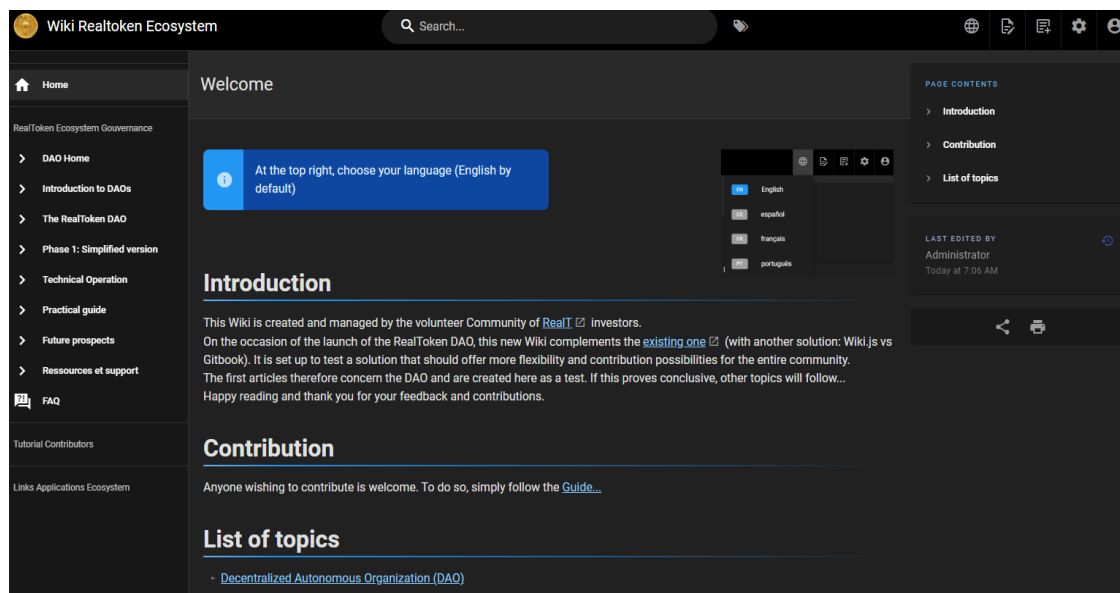 Wiki Realtoken Ecosystem
Search...
Home
RealToken Ecosystem Gouvernance
DAO Home
Introduction to DAOs
The RealToken DAO
Phase 1: Simplified version
Technical Operation
Practical guide
Future prospects
Ressources et support
FAQ
Tutorial Contributors
Links Applications Ecosystem
Welcome
At the top right, choose your language (English by
default)
EN English
ES español
FR français
PT português
Introduction
This Wiki is created and managed by the volunteer Community of RealT investors.
On the occasion of the launch of the RealToken DAO, this new Wiki complements the existing one (with another solution: Wiki.js vs
Gitbook). It is set up to test a solution that should offer more flexibility and contribution possibilities for the entire community.
The first articles therefore concern the DAO and are created here as a test. If this proves conclusive, other topics will follow...
Happy reading and thank you for your feedback and contributions.
Contribution
Anyone wishing to contribute is welcome. To do so, simply follow the Guide...
List of topics
Decentralized Autonomous Organization (DAO)
PAGE CONTENTS
Introduction
Contribution
List of topics
LAST EDITED BY
Administrator
Today at 7:06 AM